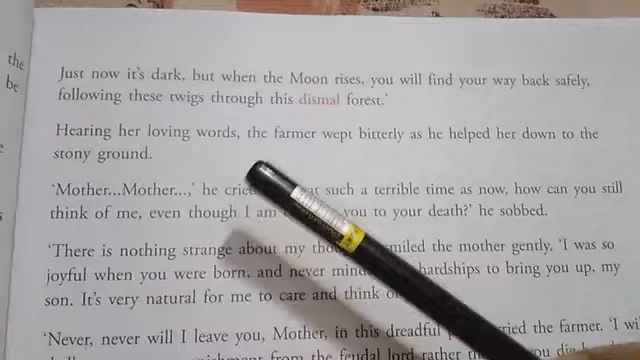 the
be
Just now it's dark, but when the Moon rises, you will find your way back safely,
following these twigs through this dismal forest.'
Hearing her loving words, the farmer wept bitterly as he helped her down to the
stony ground.
'Mother...Mother...,' he cried such a terrible time as now, how can you still
think of me, even though I am you to your death?' he sobbed.
'There is nothing strange about my smiled the mother gently. 'I was so
joyful when you were born, and never hardships to bring you up, my
son. It's very natural for me to care and think
'Never, never will I leave you, Mother, in this dreadful cried the farmer. 'I
from the feudal lord rather